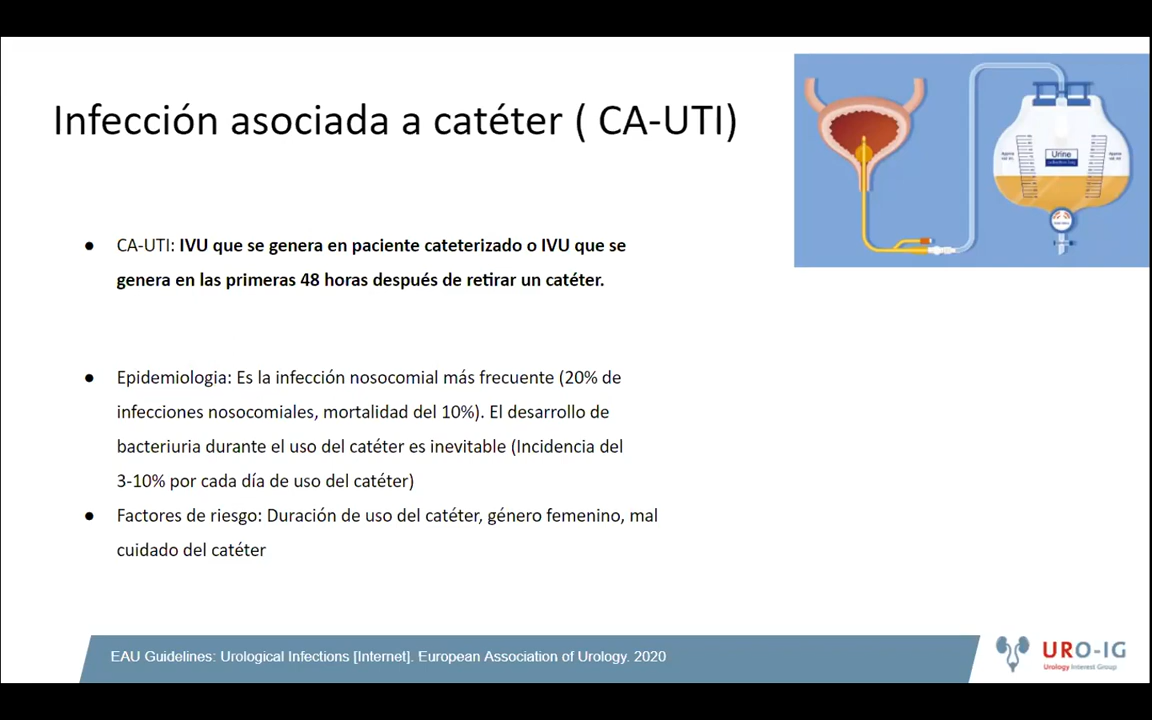 Infección asociada a catéter ( CA-UTI)
Urine
● CA-UTI: IVU que se genera en paciente cateterizado o IVU que se
genera en las primeras 48 horas después de retirar un catéter.
● Epidemiologia: Es la infección nosocomial más frecuente (20% de
infecciones nosocomiales, mortalidad del 10%). El desarrollo de
bacteriuria durante el uso del catéter es inevitable (Incidencia del
3-10% por cada día de uso del catéter)
● Factores de riesgo: Duración de uso del catéter, género femenino, mal
cuidado del catéter
EAU Guidelines: Urological Infections [Internet]. European Association of Urology. 2020
URO-IG
Urology Interest Group